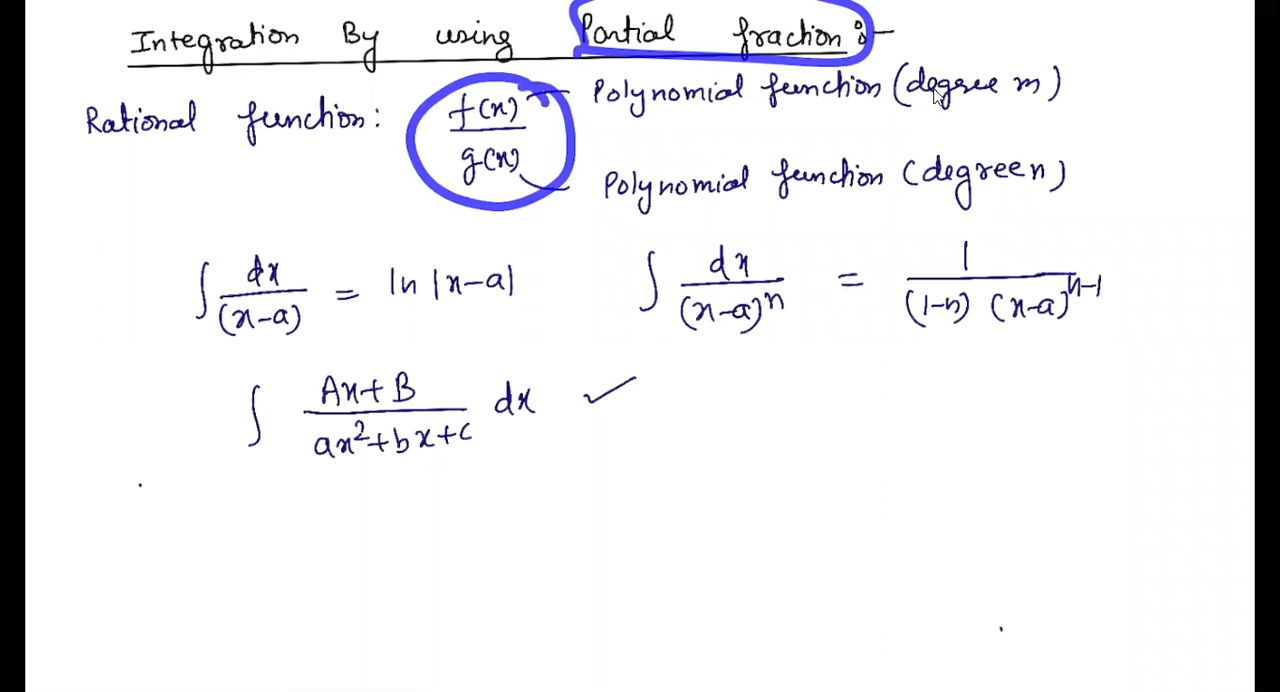 Integration By using Partial fraction :-
Rational function: f(x)/g(x)
Polynomial function (degree m)
Polynomial function (degree n)
∫ dx/(x-a) = ln |x-a|
∫ dx/(x-a)^n = 1/((1-n) (x-a)^(n-1))
∫ (Ax+B)/(ax²+bx+c) dx ✓